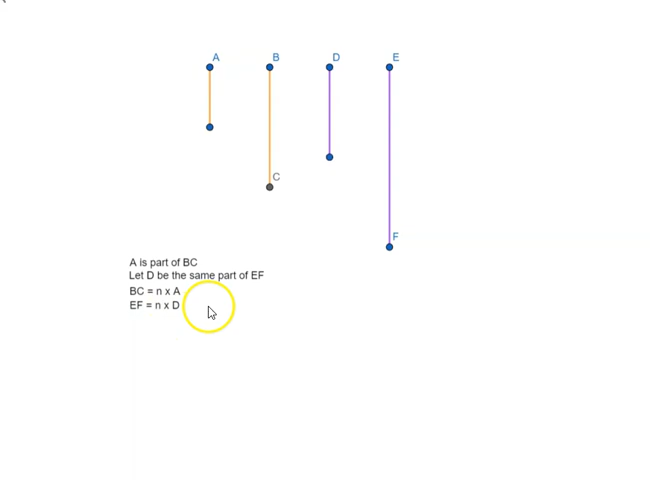 A B D E
C
F
A is part of BC
Let D be the same part of EF
BC = n x A
EF = n x D